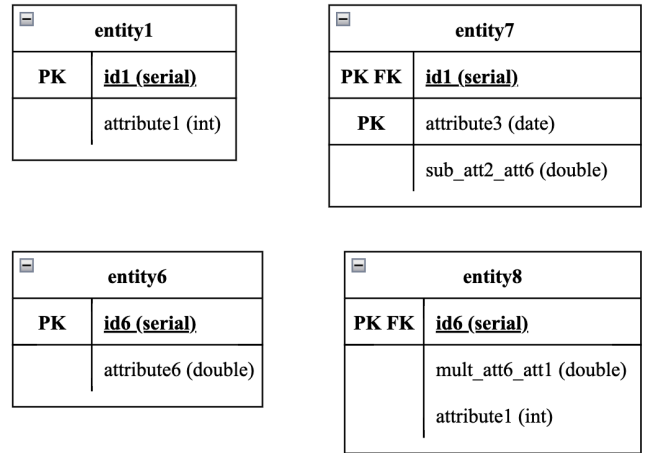 entity1
PK id1 (serial)
attribute1 (int)
entity7
PK FK id1 (serial)
PK attribute3 (date)
sub_att2_att6 (double)
entity6
PK id6 (serial)
attribute6 (double)
entity8
PK FK id6 (serial)
mult_att6_att1 (double)
attribute1 (int)